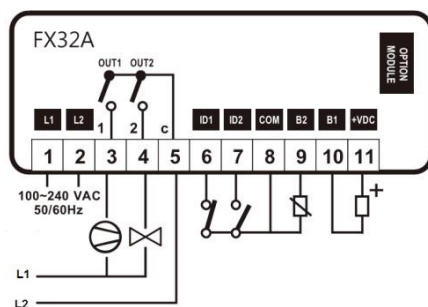 FX32A
OPTION MODULE
OUT1 OUT2
L1 L2 1 2 C ID1 ID2 COM B2 B1 +VDC
1 2 3 4 5 6 7 8 9 10 11
100~240 VAC
50/60Hz
+
L1
L2